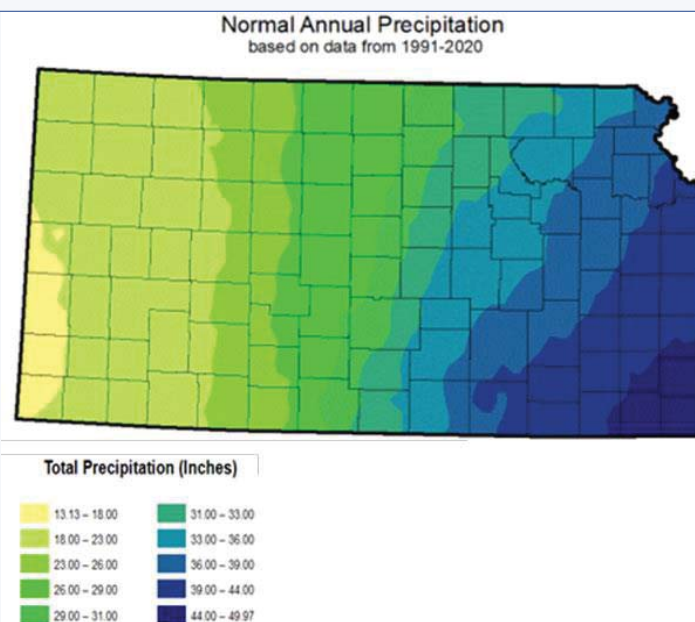 Normal Annual Precipitation
based on data from 1991-2020
Total Precipitation (Inches)
13.13 – 18.00
18.00 – 23.00
23.00 – 26.00
26.00 – 29.00
29.00 – 31.00
31.00 – 33.00
33.00 – 36.00
36.00 – 39.00
39.00 – 44.00
44.00 – 49.97